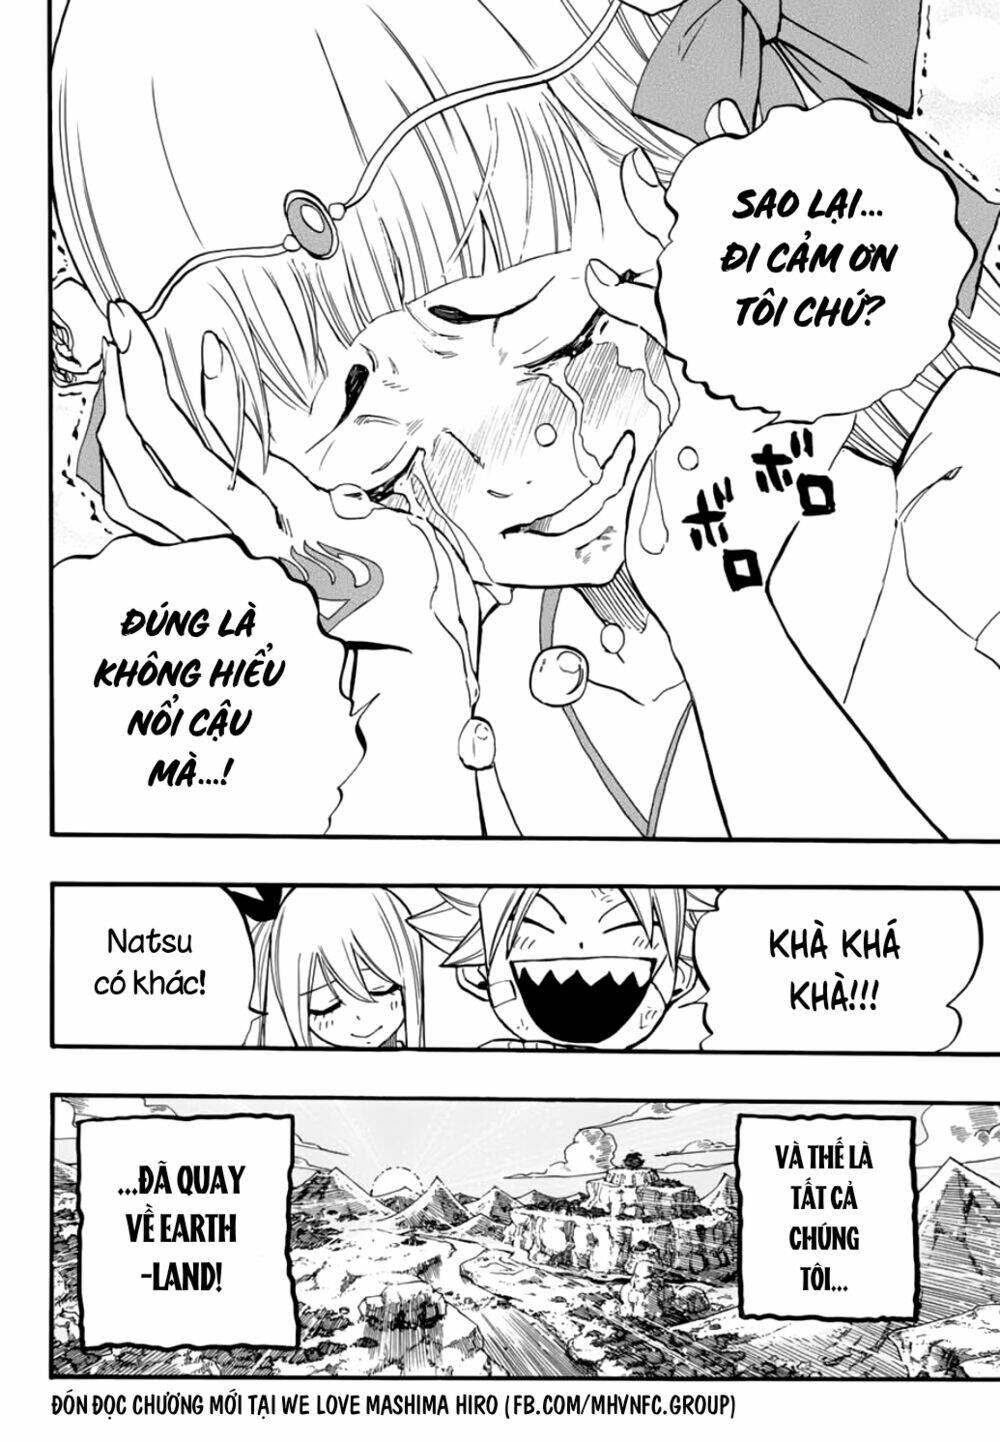 SAO LẠI...
ĐI CẢM ƠN
TÔI CHỨ?
ボロ
ボロ
ĐÚNG LÀ
KHÔNG HIỂU
NỔI CẬU
MÀ...!
KHÀ KHÁ
KHÀ!!!
Natsu
có khác!
VÀ THẾ LÀ
TẤT CẢ
CHÚNG
TÔI...
...ĐÃ QUAY
VỀ EARTH
-LAND!
ĐÓN ĐỌC CHƯƠNG MỚI TẠI WE LOVE MASHIMA HIRO (FB.COM/MHVNFC.GROUP)